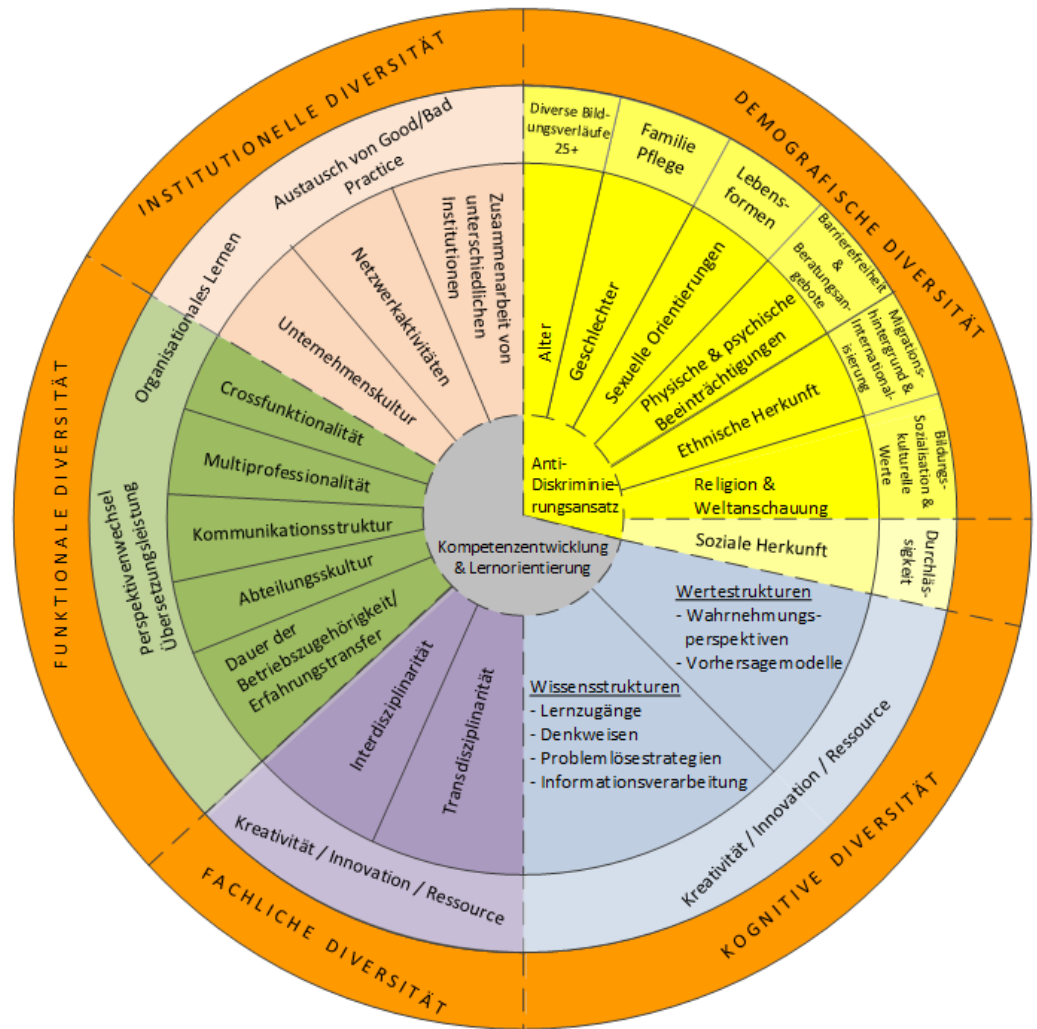 INSTITUTIONELLE DIVERSITÄT
DEMOGRAFISCHE DIVERSITÄT
KOGNITIVE DIVERSITÄT
FACHLICHE DIVERSITÄT
FUNKTIONALE DIVERSITÄT
Austausch von Good/Bad
Practice
Organisationales Lernen
Zusammenarbeit von
unterschiedlichen
Institutionen
Netzwerkaktivitäten
Unternehmenskultur
Diverse Bild-
ungsverläufe
25+
Familie
Pflege
Lebens-
formen
Barrierefreiheit
&
Beratungsan-
gebote
Migrations-
hintergrund &
International-
isierung
Bildungs-
Sozialisation &
kulturelle
Werte
Durchläs-
sigkeit
Alter
Geschlechter
Sexuelle Orientierungen
Physische & psychische
Beeinträchtigungen
Ethnische Herkunft
Religion &
Weltanschauung
Soziale Herkunft
Anti-
Diskriminie-
rungsansatz
Kompetenzentwicklung
& Lernorientierung
Wertestrukturen
- Wahrnehmungs-
perspektiven
- Vorhersagemodelle
Wissensstrukturen
- Lernzugänge
- Denkweisen
- Problemlösestrategien
- Informationsverarbeitung
Kreativität / Innovation / Ressource
Transdisziplinarität
Interdisziplinarität
Kreativität / Innovation / Ressource
Dauer der
Betriebszugehörigkeit/
Erfahrungstransfer
Abteilungsskultur
Kommunikationsstruktur
Multiprofessionalität
Crossfunktionalität
Perspektivenwechsel
Übersetzungsleistung